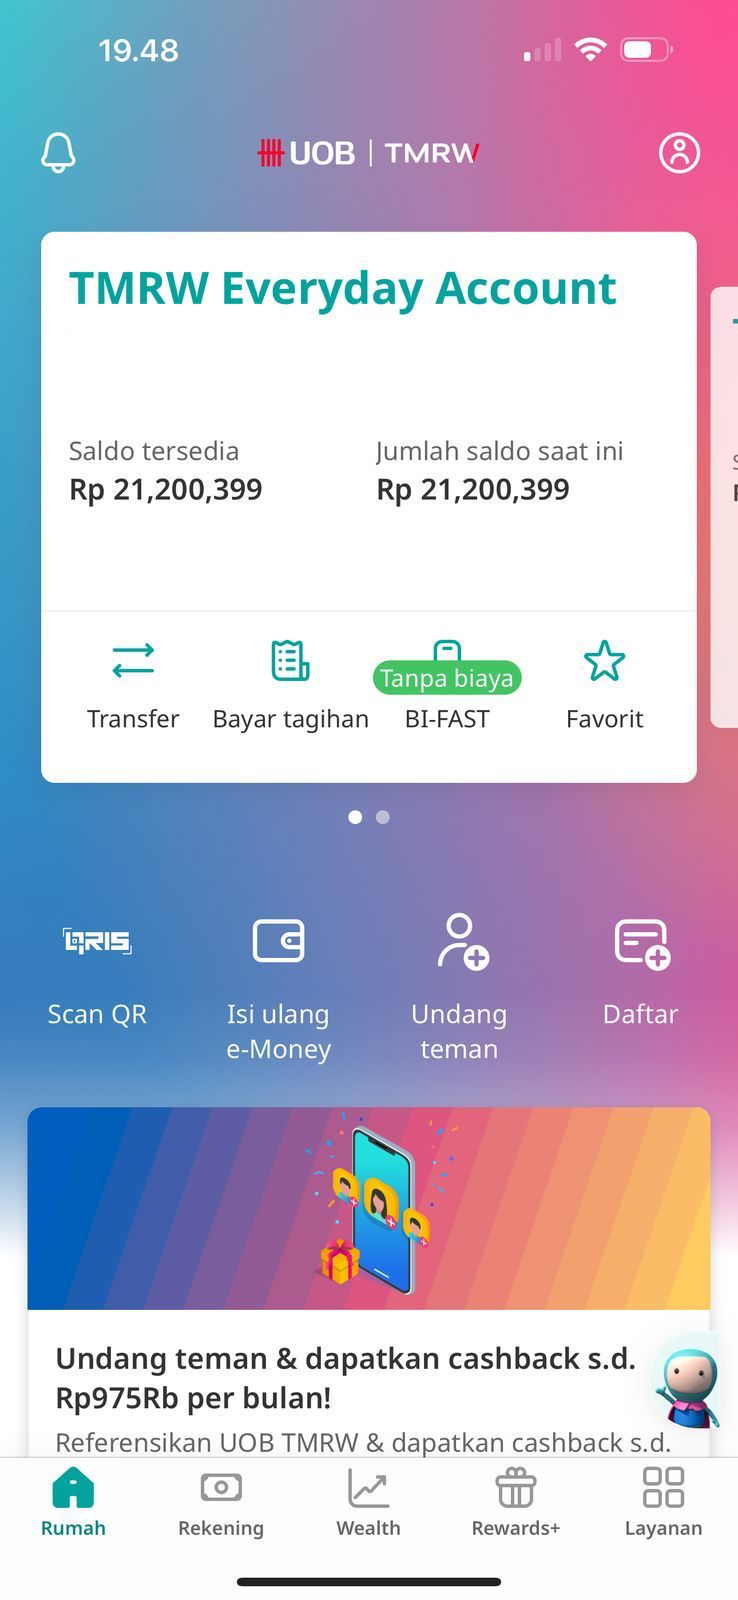 19.48
UOB | TMRW
TMRW Everyday Account
Saldo tersedia
Rp 21,200,399
Jumlah saldo saat ini
Rp 21,200,399
Transfer
Bayar tagihan
Tanpa biaya
BI-FAST
Favorit
QRIS
Scan QR
Isi ulang
e-Money
Undang
teman
Daftar
Undang teman & dapatkan cashback s.d.
Rp975Rb per bulan!
Referensikan UOB TMRW & dapatkan cashback s.d.
Rumah
Rekening
Wealth
Rewards+
Layanan